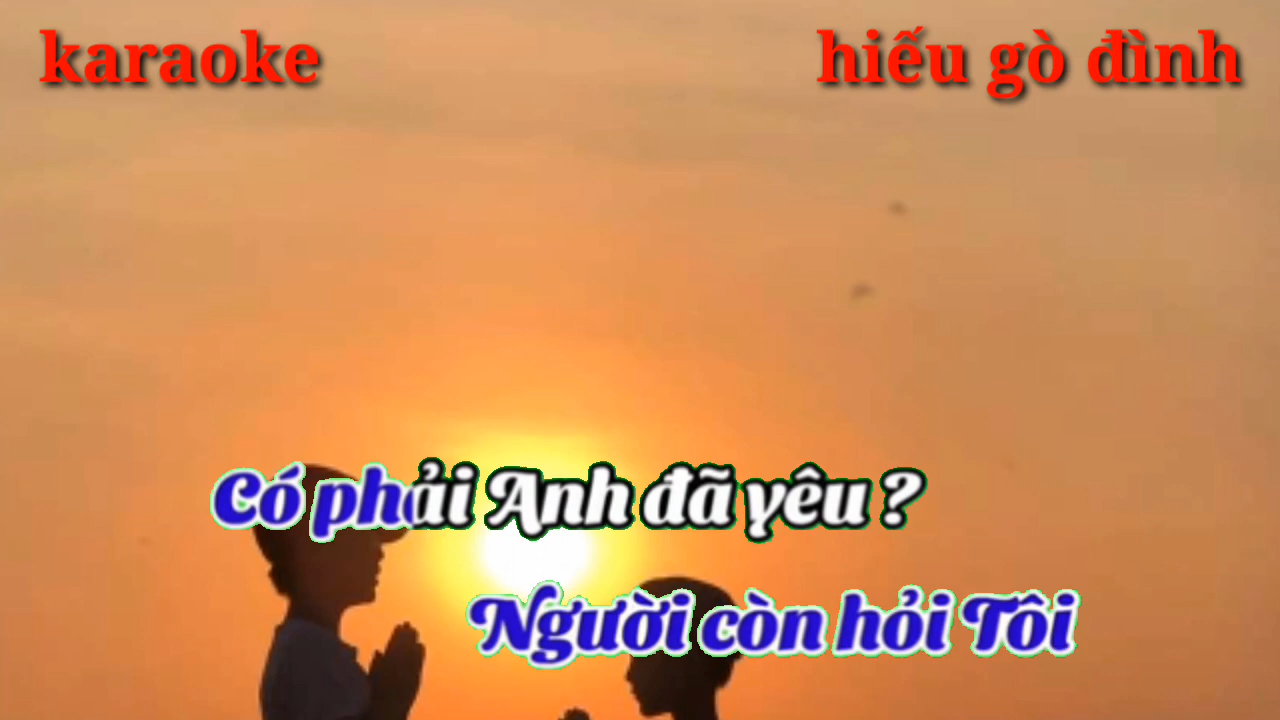 karaoke
hiếu gò đình
Có phải Anh đã yêu ?
Người còn hỏi Tôi